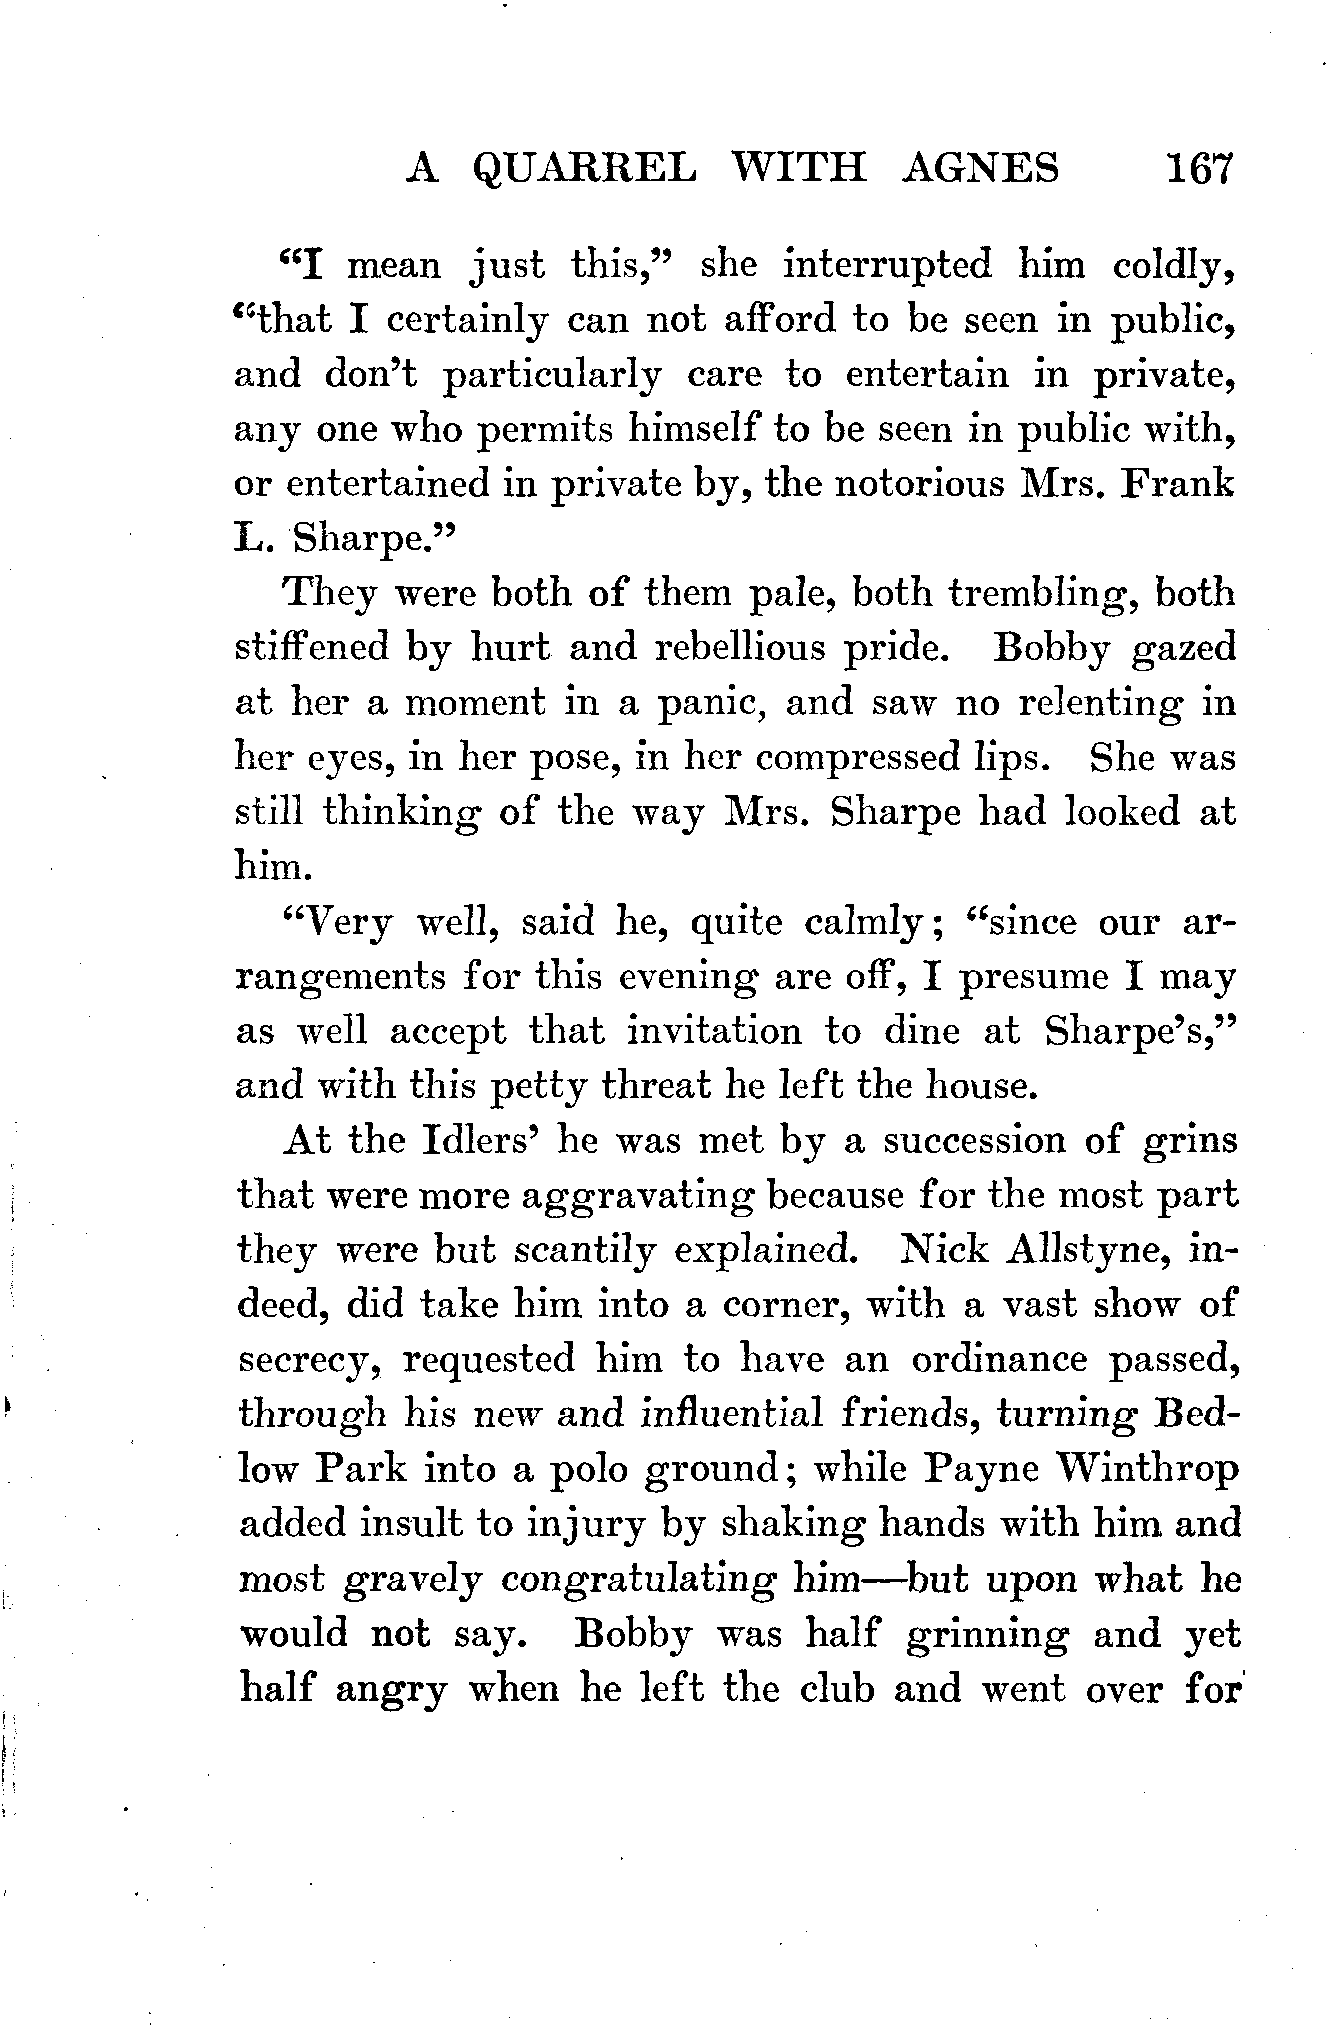 A QUARREL WITH AGNES 167
“I mean just this,” she interrupted him coldly,
“that I certainly can not afford to be seen in public,
and don’t particularly care to entertain in private,
any one who permits himself to be seen in public with,
or entertained in private by, the notorious Mrs. Frank
L. Sharpe.”
They were both of them pale, both trembling, both
stiffened by hurt and rebellious pride. Bobby gazed
at her a moment in a panic, and saw no relenting in
her eyes, in her pose, in her compressed lips. She was
still thinking of the way Mrs. Sharpe had looked at
him.
“Very well, said he, quite calmly; “since our ar-
rangements for this evening are off, I presume I may
as well accept that invitation to dine at Sharpe’s,”
and with this petty threat he left the house.
At the Idlers’ he was met by a succession of grins
that were more aggravating because for the most part
they were but scantily explained. Nick Allstyne, in-
deed, did take him into a corner, with a vast show of
secrecy, requested him to have an ordinance passed,
through his new and influential friends, turning Bed-
low Park into a polo ground; while Payne Winthrop
added insult to injury by shaking hands with him and
most gravely congratulating him—but upon what he
would not say. Bobby was half grinning and yet
half angry when he left the club and went over for